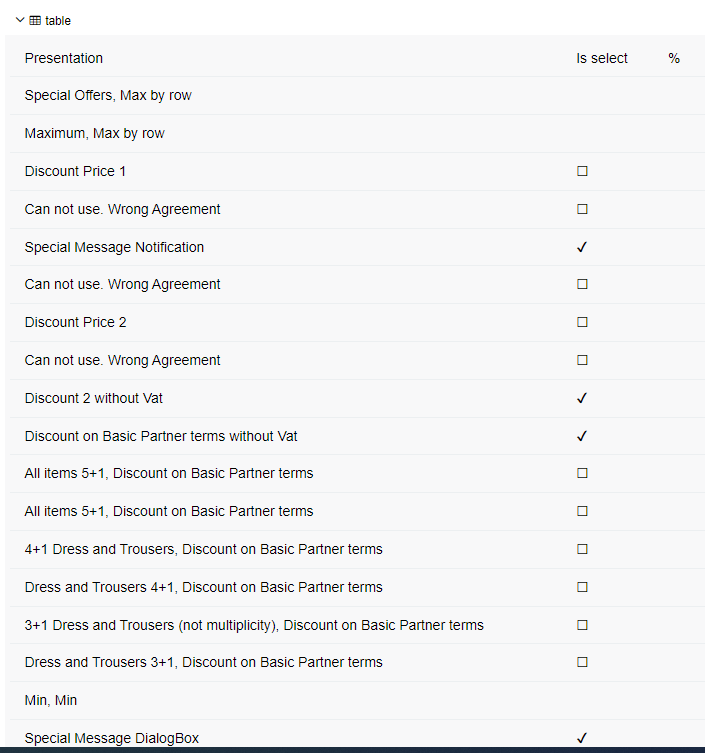 table
Presentation Is select %
Special Offers, Max by row
Maximum, Max by row
Discount Price 1 ☐
Can not use. Wrong Agreement ☐
Special Message Notification ✓
Can not use. Wrong Agreement ☐
Discount Price 2 ☐
Can not use. Wrong Agreement ☐
Discount 2 without Vat ✓
Discount on Basic Partner terms without Vat ✓
All items 5+1, Discount on Basic Partner terms ☐
All items 5+1, Discount on Basic Partner terms ☐
4+1 Dress and Trousers, Discount on Basic Partner terms ☐
Dress and Trousers 4+1, Discount on Basic Partner terms ☐
3+1 Dress and Trousers (not multiplicity), Discount on Basic Partner terms ☐
Dress and Trousers 3+1, Discount on Basic Partner terms ☐
Min, Min
Special Message DialogBox ✓